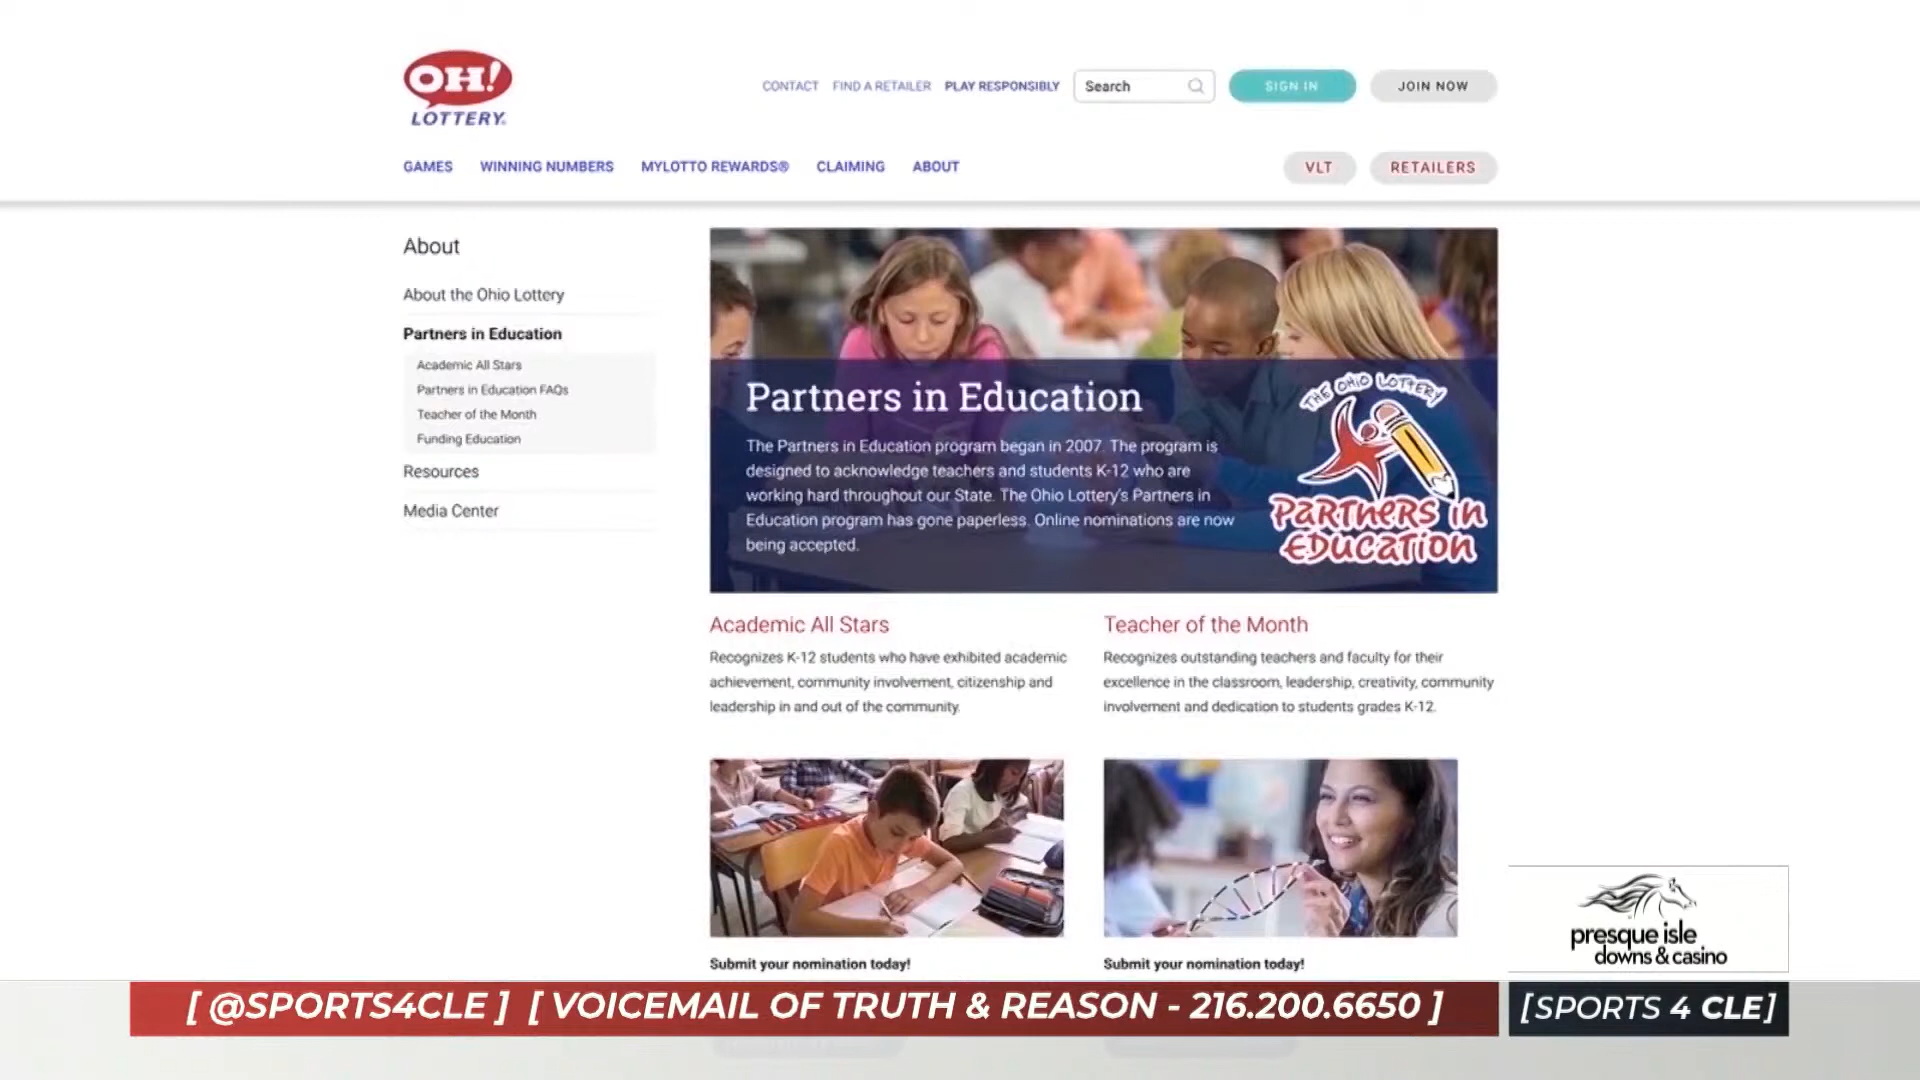 OH!
LOTTERY
CONTACT FIND A RETAILER PLAY RESPONSIBLY Search SIGN IN JOIN NOW
GAMES WINNING NUMBERS MYLOTTO REWARDS® CLAIMING ABOUT VLT RETAILERS
About
About the Ohio Lottery
Partners in Education
Academic All Stars
Partners in Education FAQs
Teacher of the Month
Funding Education
Resources
Media Center
Partners in Education
The Partners in Education program began in 2007. The program is
designed to acknowledge teachers and students K-12 who are
working hard throughout our State. The Ohio Lottery's Partners in
Education program has gone paperless. Online nominations are now
being accepted.
THE OHIO LOTTERY
PARTNERS in
EDUCATION
Academic All Stars
Recognizes K-12 students who have exhibited academic
achievement, community involvement, citizenship and
leadership in and out of the community.
Submit your nomination today!
Teacher of the Month
Recognizes outstanding teachers and faculty for their
excellence in the classroom, leadership, creativity, community
involvement and dedication to students grades K-12.
Submit your nomination today!
presque isle
downs & casino
[ @SPORTS4CLE ] [ VOICEMAIL OF TRUTH & REASON - 216.200.6650 ]
[SPORTS 4 CLE]